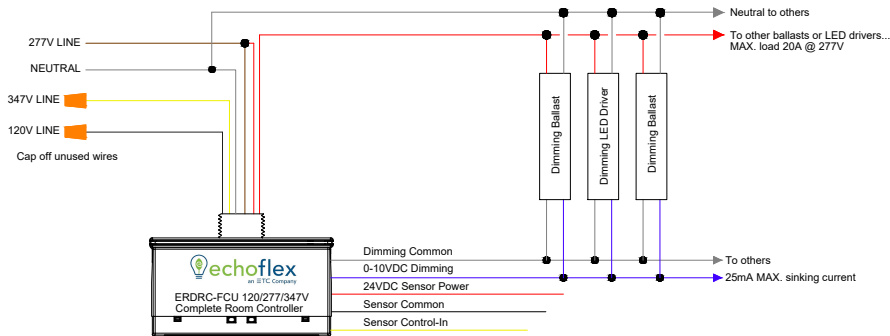 Neutral to others
To other ballasts or LED drivers...
MAX. load 20A @ 277V
277V LINE
NEUTRAL
347V LINE
120V LINE
Cap off unused wires
Dimming Ballast
Dimming LED Driver
Dimming Ballast
echoflex
an ETC Company
ERDRC-FCU 120/277/347V
Complete Room Controller
Dimming Common
0-10VDC Dimming
24VDC Sensor Power
Sensor Common
Sensor Control-In
To others
25mA MAX. sinking current